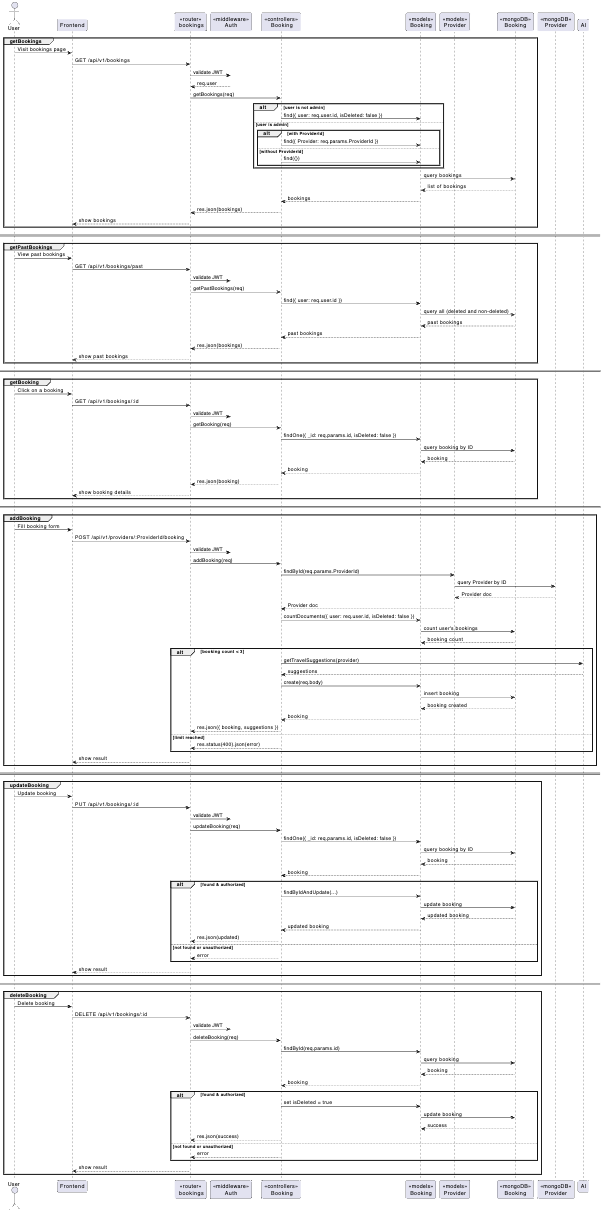 User
Frontend
«router»
bookings
«middleware»
Auth
«controllers»
Booking
«models»
Booking
«models»
Provider
«mongoDB»
Booking
«mongoDB»
Provider
AI
getBookings
Visit bookings page
GET /api/v1/bookings
validate JWT
req.user
getBookings(req)
alt [user is not admin]
find({ user: req.user.id, isDeleted: false })
[user is admin]
alt [with ProviderId]
find({ Provider: req.params.ProviderId })
[without ProviderId]
find({})
query bookings
list of bookings
bookings
res.json(bookings)
show bookings
getPastBookings
View past bookings
GET /api/v1/bookings/past
validate JWT
getPastBookings(req)
find({ user: req.user.id })
query all (deleted and non-deleted)
past bookings
past bookings
res.json(bookings)
show past bookings
getBooking
Click on a booking
GET /api/v1/bookings/:id
validate JWT
getBooking(req)
findOne({ _id: req.params.id, isDeleted: false })
query booking by ID
booking
booking
res.json(booking)
show booking details
addBooking
Fill booking form
POST /api/v1/providers/:ProviderId/booking
validate JWT
addBooking(req)
findById(req.params.ProviderId)
query Provider by ID
Provider doc
Provider doc
countDocuments({ user: req.user.id, isDeleted: false })
count user's bookings
booking count
alt [booking count < 3]
getTravelSuggestions(provider)
suggestions
create(req.body)
insert booking
booking created
booking
res.json({ booking, suggestions })
[limit reached]
res.status(400).json(error)
show result
updateBooking
Update booking
PUT /api/v1/bookings/:id
validate JWT
updateBooking(req)
findOne({ _id: req.params.id, isDeleted: false })
query booking by ID
booking
booking
alt [found & authorized]
findByIdAndUpdate(...)
update booking
updated booking
updated booking
res.json(updated)
[not found or unauthorized]
error
show result
deleteBooking
Delete booking
DELETE /api/v1/bookings/:id
validate JWT
deleteBooking(req)
findById(req.params.id)
query booking
booking
booking
alt [found & authorized]
set isDeleted = true
update booking
success
res.json(success)
[not found or unauthorized]
error
show result
User
Frontend
«router»
bookings
«middleware»
Auth
«controllers»
Booking
«models»
Booking
«models»
Provider
«mongoDB»
Booking
«mongoDB»
Provider
AI